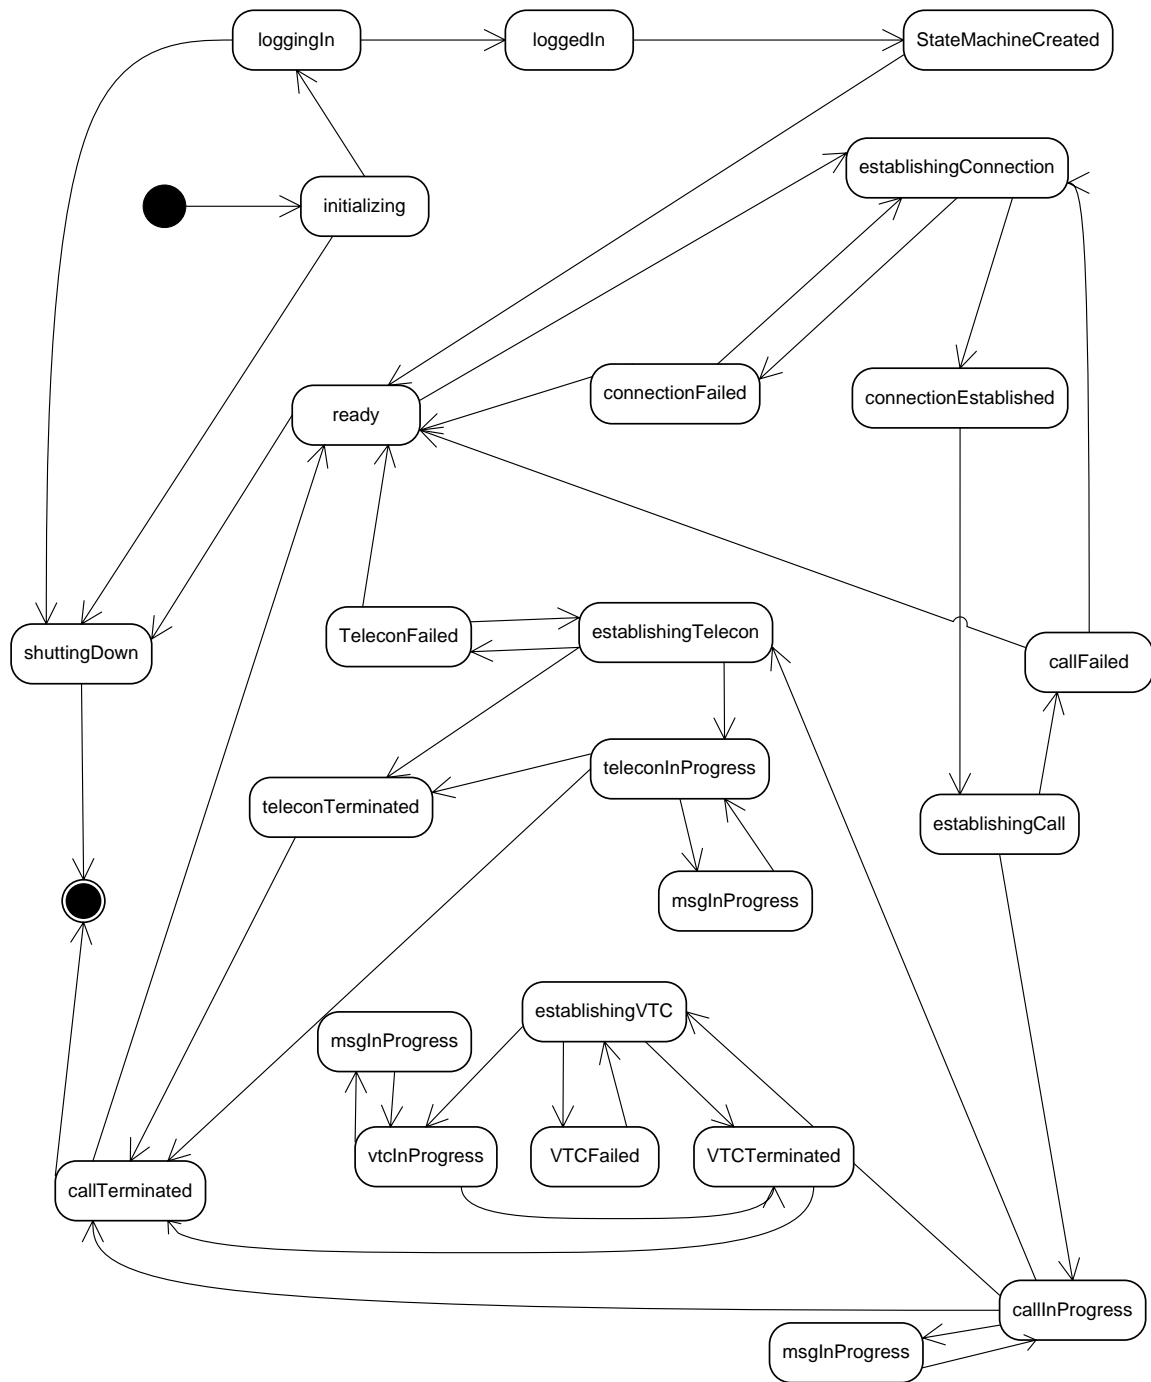 loggingIn
loggedIn
StateMachineCreated
establishingConnection
initializing
connectionFailed
connectionEstablished
ready
TeleconFailed
establishingTelecon
shuttingDown
callFailed
teleconInProgress
teleconTerminated
establishingCall
msgInProgress
establishingVTC
msgInProgress
vtcInProgress
VTCFailed
VTCTerminated
callTerminated
callInProgress
msgInProgress